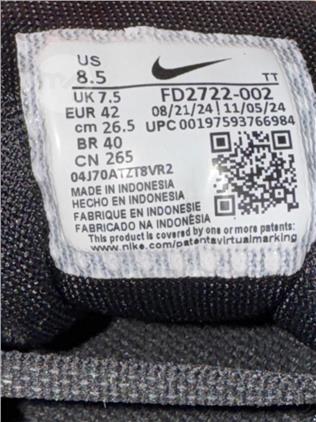 US
8.5
TT
UK 7.5 FD2722-002
EUR 42 08/21/24 | 11/05/24
cm 26.5 UPC 00197593766984
BR 40
CN 265
04J70A1ZT8VR2
MADE IN INDONESIA
HECHO EN INDONESIA
FABRIQUE EN INDONESIE
FABRICADO NA INDONÈSIA
This product is covered by one or more patents:
www.nike.com/patentsvirtualmarking